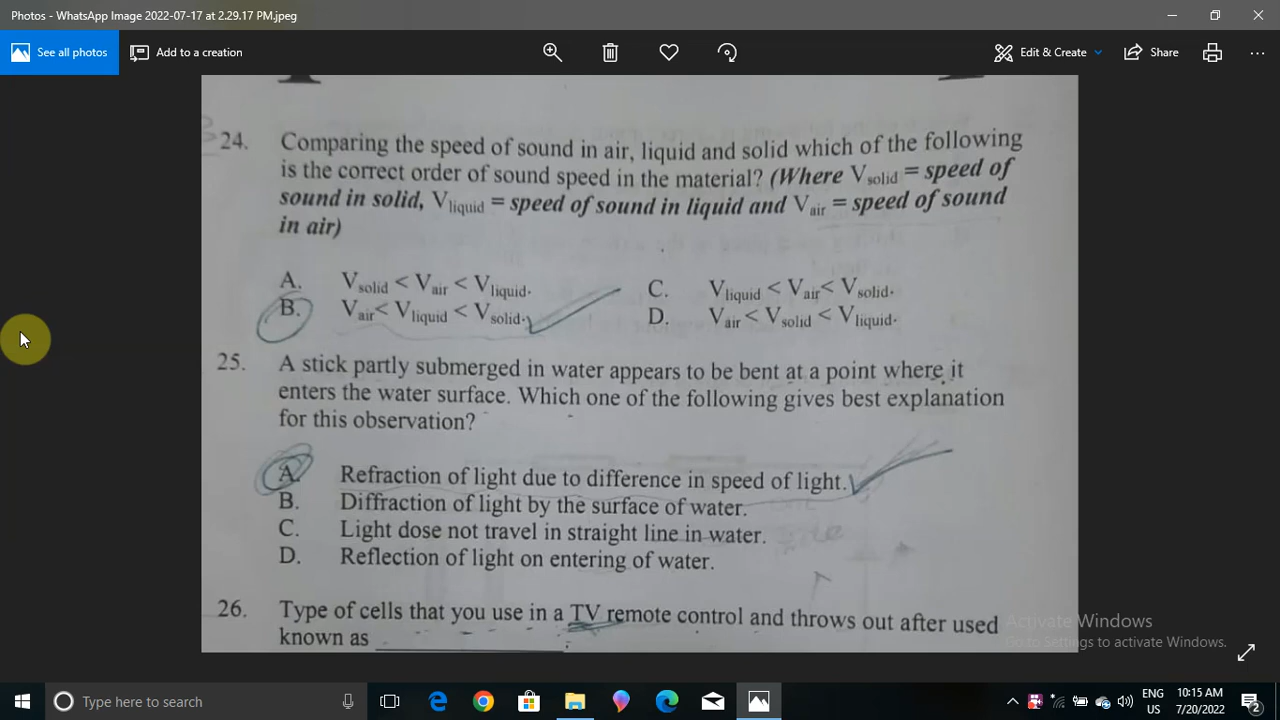 Photos - WhatsApp Image 2022-07-17 at 2.29.17 PM.jpeg
See all photos
Add to a creation
Edit & Create
Share
24. Comparing the speed of sound in air, liquid and solid which of the following
is the correct order of sound speed in the material? (Where Vsolid = speed of
sound in solid, Vliquid = speed of sound in liquid and Vair = speed of sound
in air)
A. Vsolid < Vair < Vliquid. C. Vliquid < Vair< Vsolid.
B. Vair< Vliquid < Vsolid. D. Vair < Vsolid < Vliquid.
25. A stick partly submerged in water appears to be bent at a point where it
enters the water surface. Which one of the following gives best explanation
for this observation?
A. Refraction of light due to difference in speed of light.
B. Diffraction of light by the surface of water.
C. Light dose not travel in straight line in water.
D. Reflection of light on entering of water.
26. Type of cells that you use in a TV remote control and throws out after used
known as ____________.
Activate Windows
Go to Settings to activate Windows.
Type here to search
ENG
US
10:15 AM
7/20/2022
2